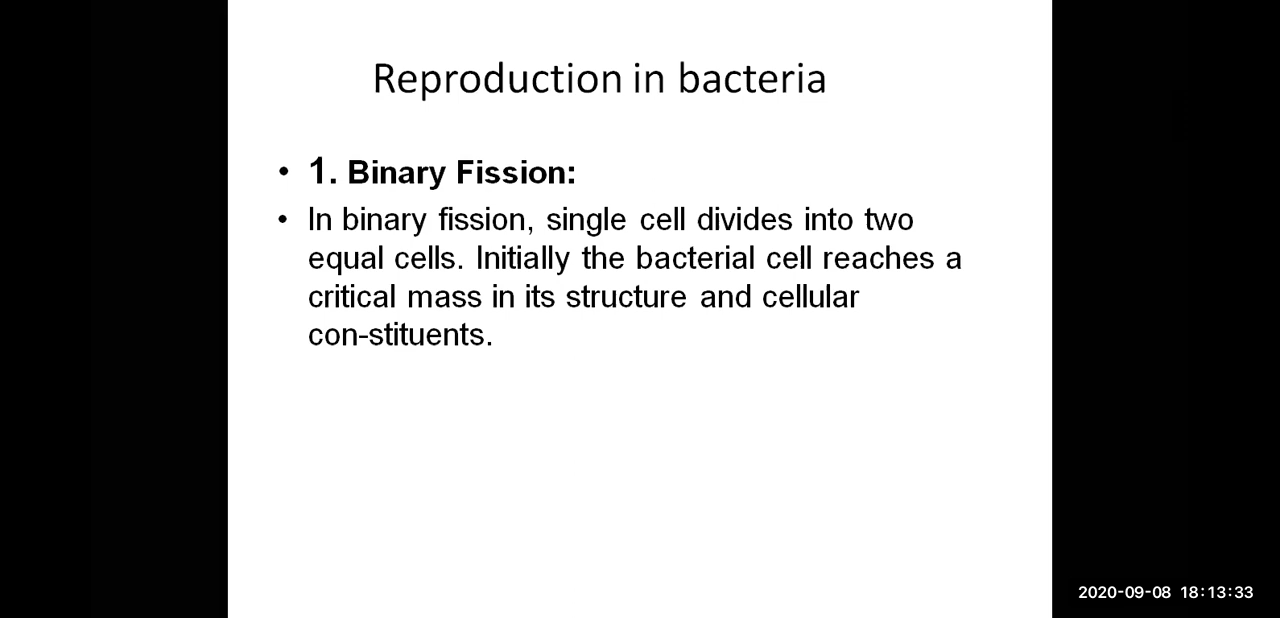 Reproduction in bacteria
• 1. Binary Fission:
• In binary fission, single cell divides into two
equal cells. Initially the bacterial cell reaches a
critical mass in its structure and cellular
con-stituents.
2020-09-08 18:13:33